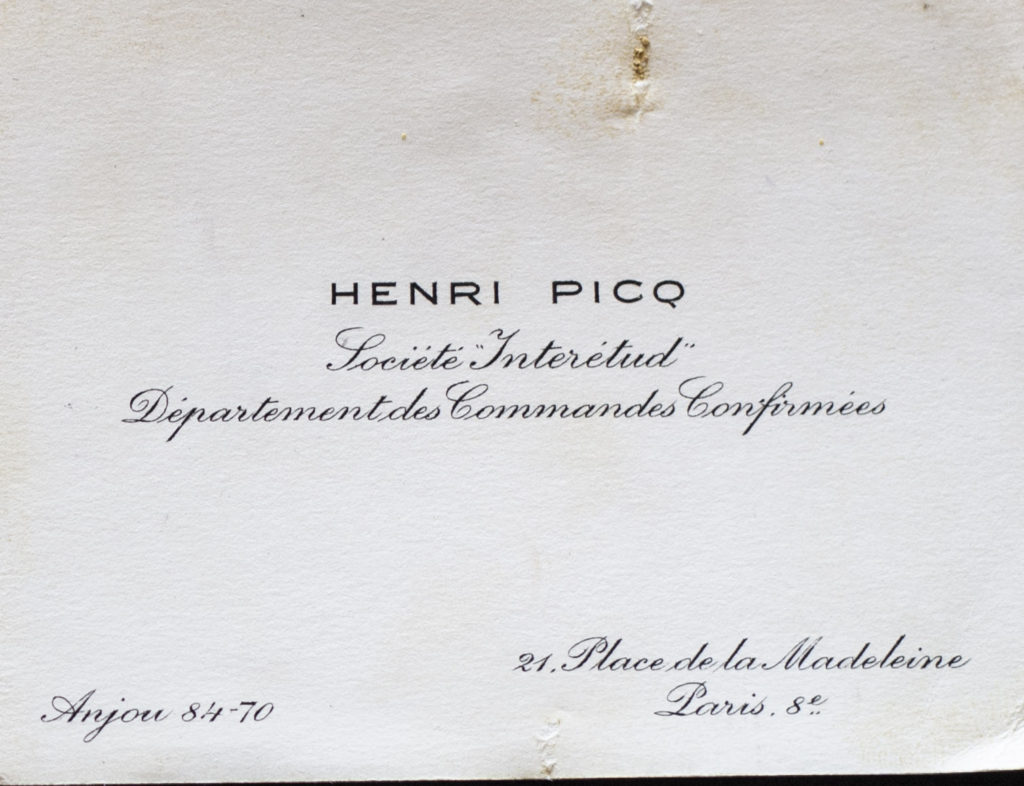 HENRI PICQ
Société "Interétud"
Département des Commandes Confirmées
21, Place de la Madeleine
Paris. 8e
Anjou 84-70